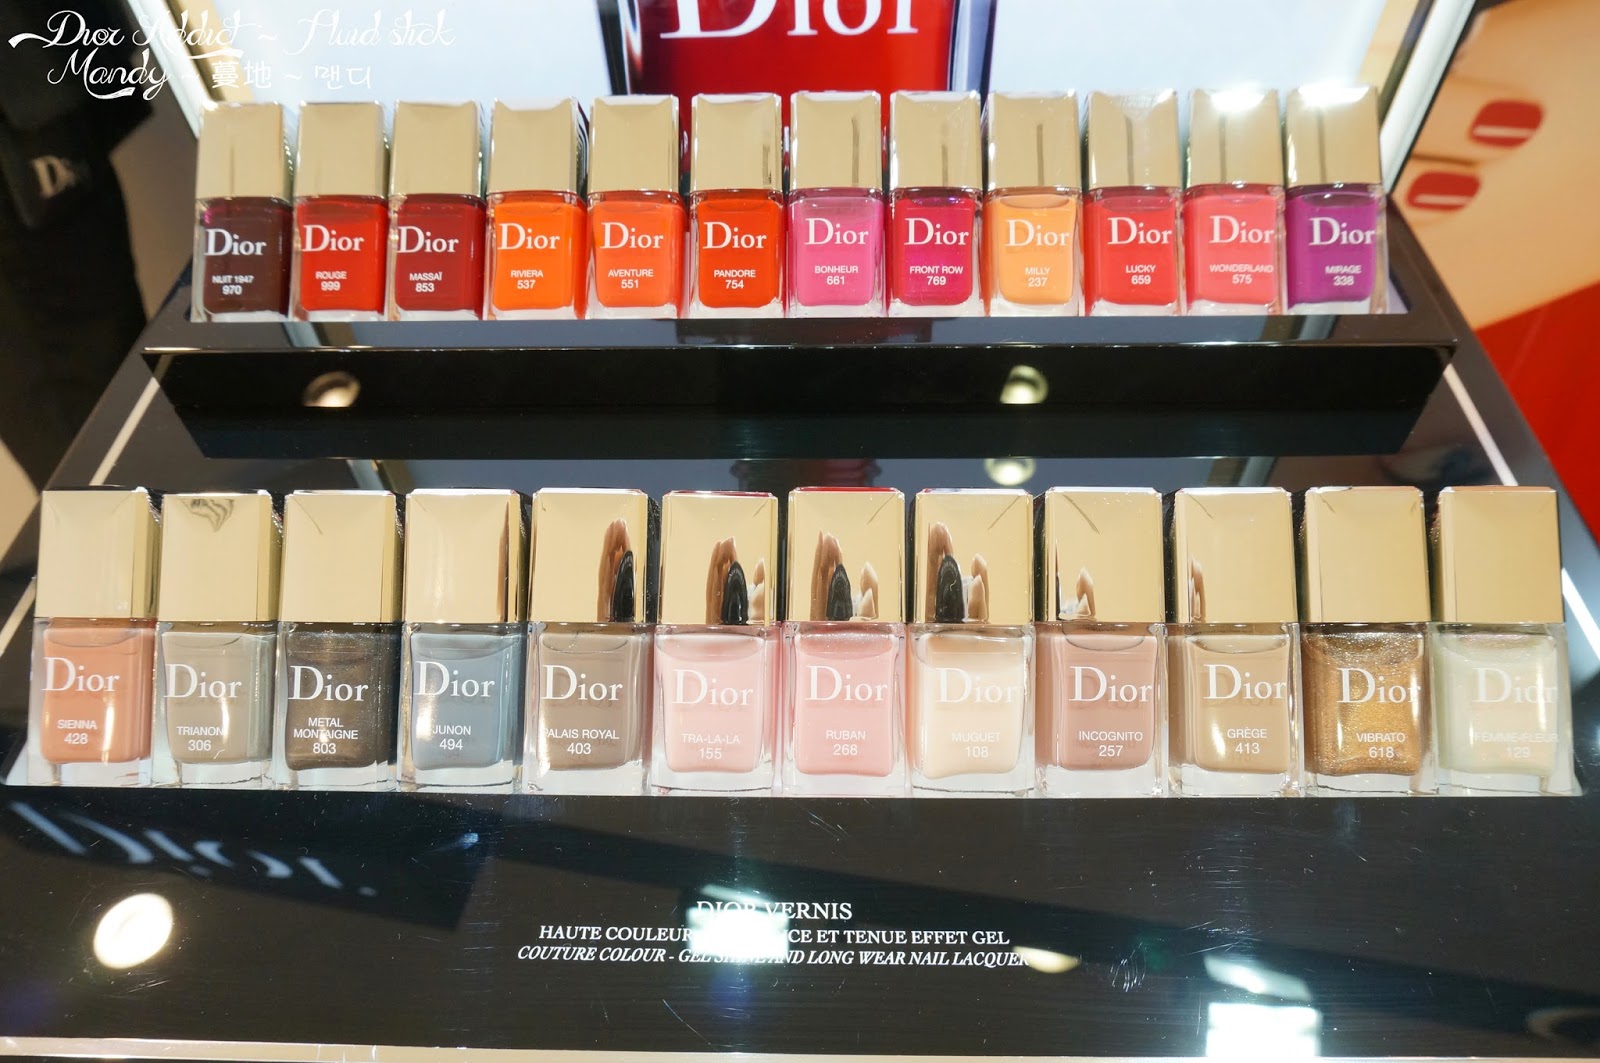 Dior Addict ~ Fluid stick
Mandy ~ 蔓地 ~ 맨디
Dior
Dior
NUIT 1947
970
Dior
ROUGE
999
Dior
MASSAÏ
853
Dior
RIVIERA
537
Dior
AVENTURE
551
Dior
PANDORE
754
Dior
BONHEUR
661
Dior
FRONT ROW
769
Dior
MILLY
237
Dior
LUCKY
659
Dior
WONDERLAND
575
Dior
MIRAGE
338
Dior
SIENNA
428
Dior
TRIANON
306
Dior
METAL
MONTAIGNE
803
Dior
JUNON
494
Dior
PALAIS ROYAL
403
Dior
TRA-LA-LA
155
Dior
RUBAN
268
Dior
MUGUET
108
Dior
INCOGNITO
257
Dior
GRÈGE
413
Dior
VIBRATO
618
Dior
FEMME-FLEUR
129
Dior.
DIOR VERNIS
HAUTE COULEUR ET TENUE EFFET GEL
COUTURE COLOUR - GEL SHINE AND LONG WEAR NAIL LACQUER